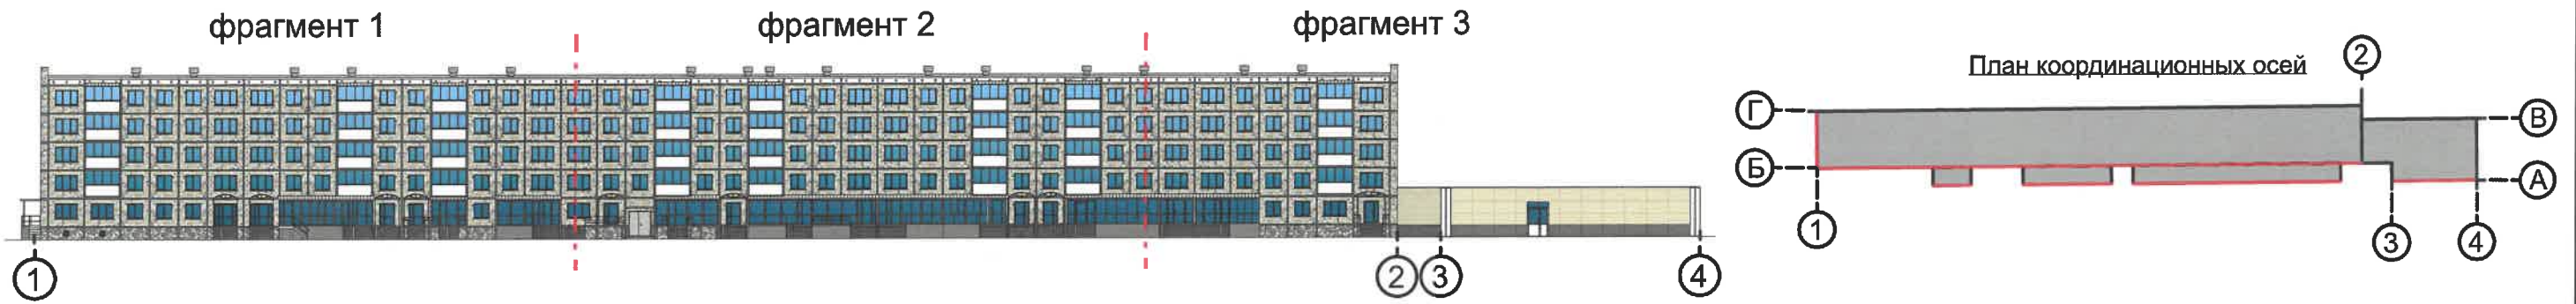 фрагмент 1 фрагмент 2 фрагмент 3
1 2 3 4
План координационных осей
2
Г В
Б А
1 3 4